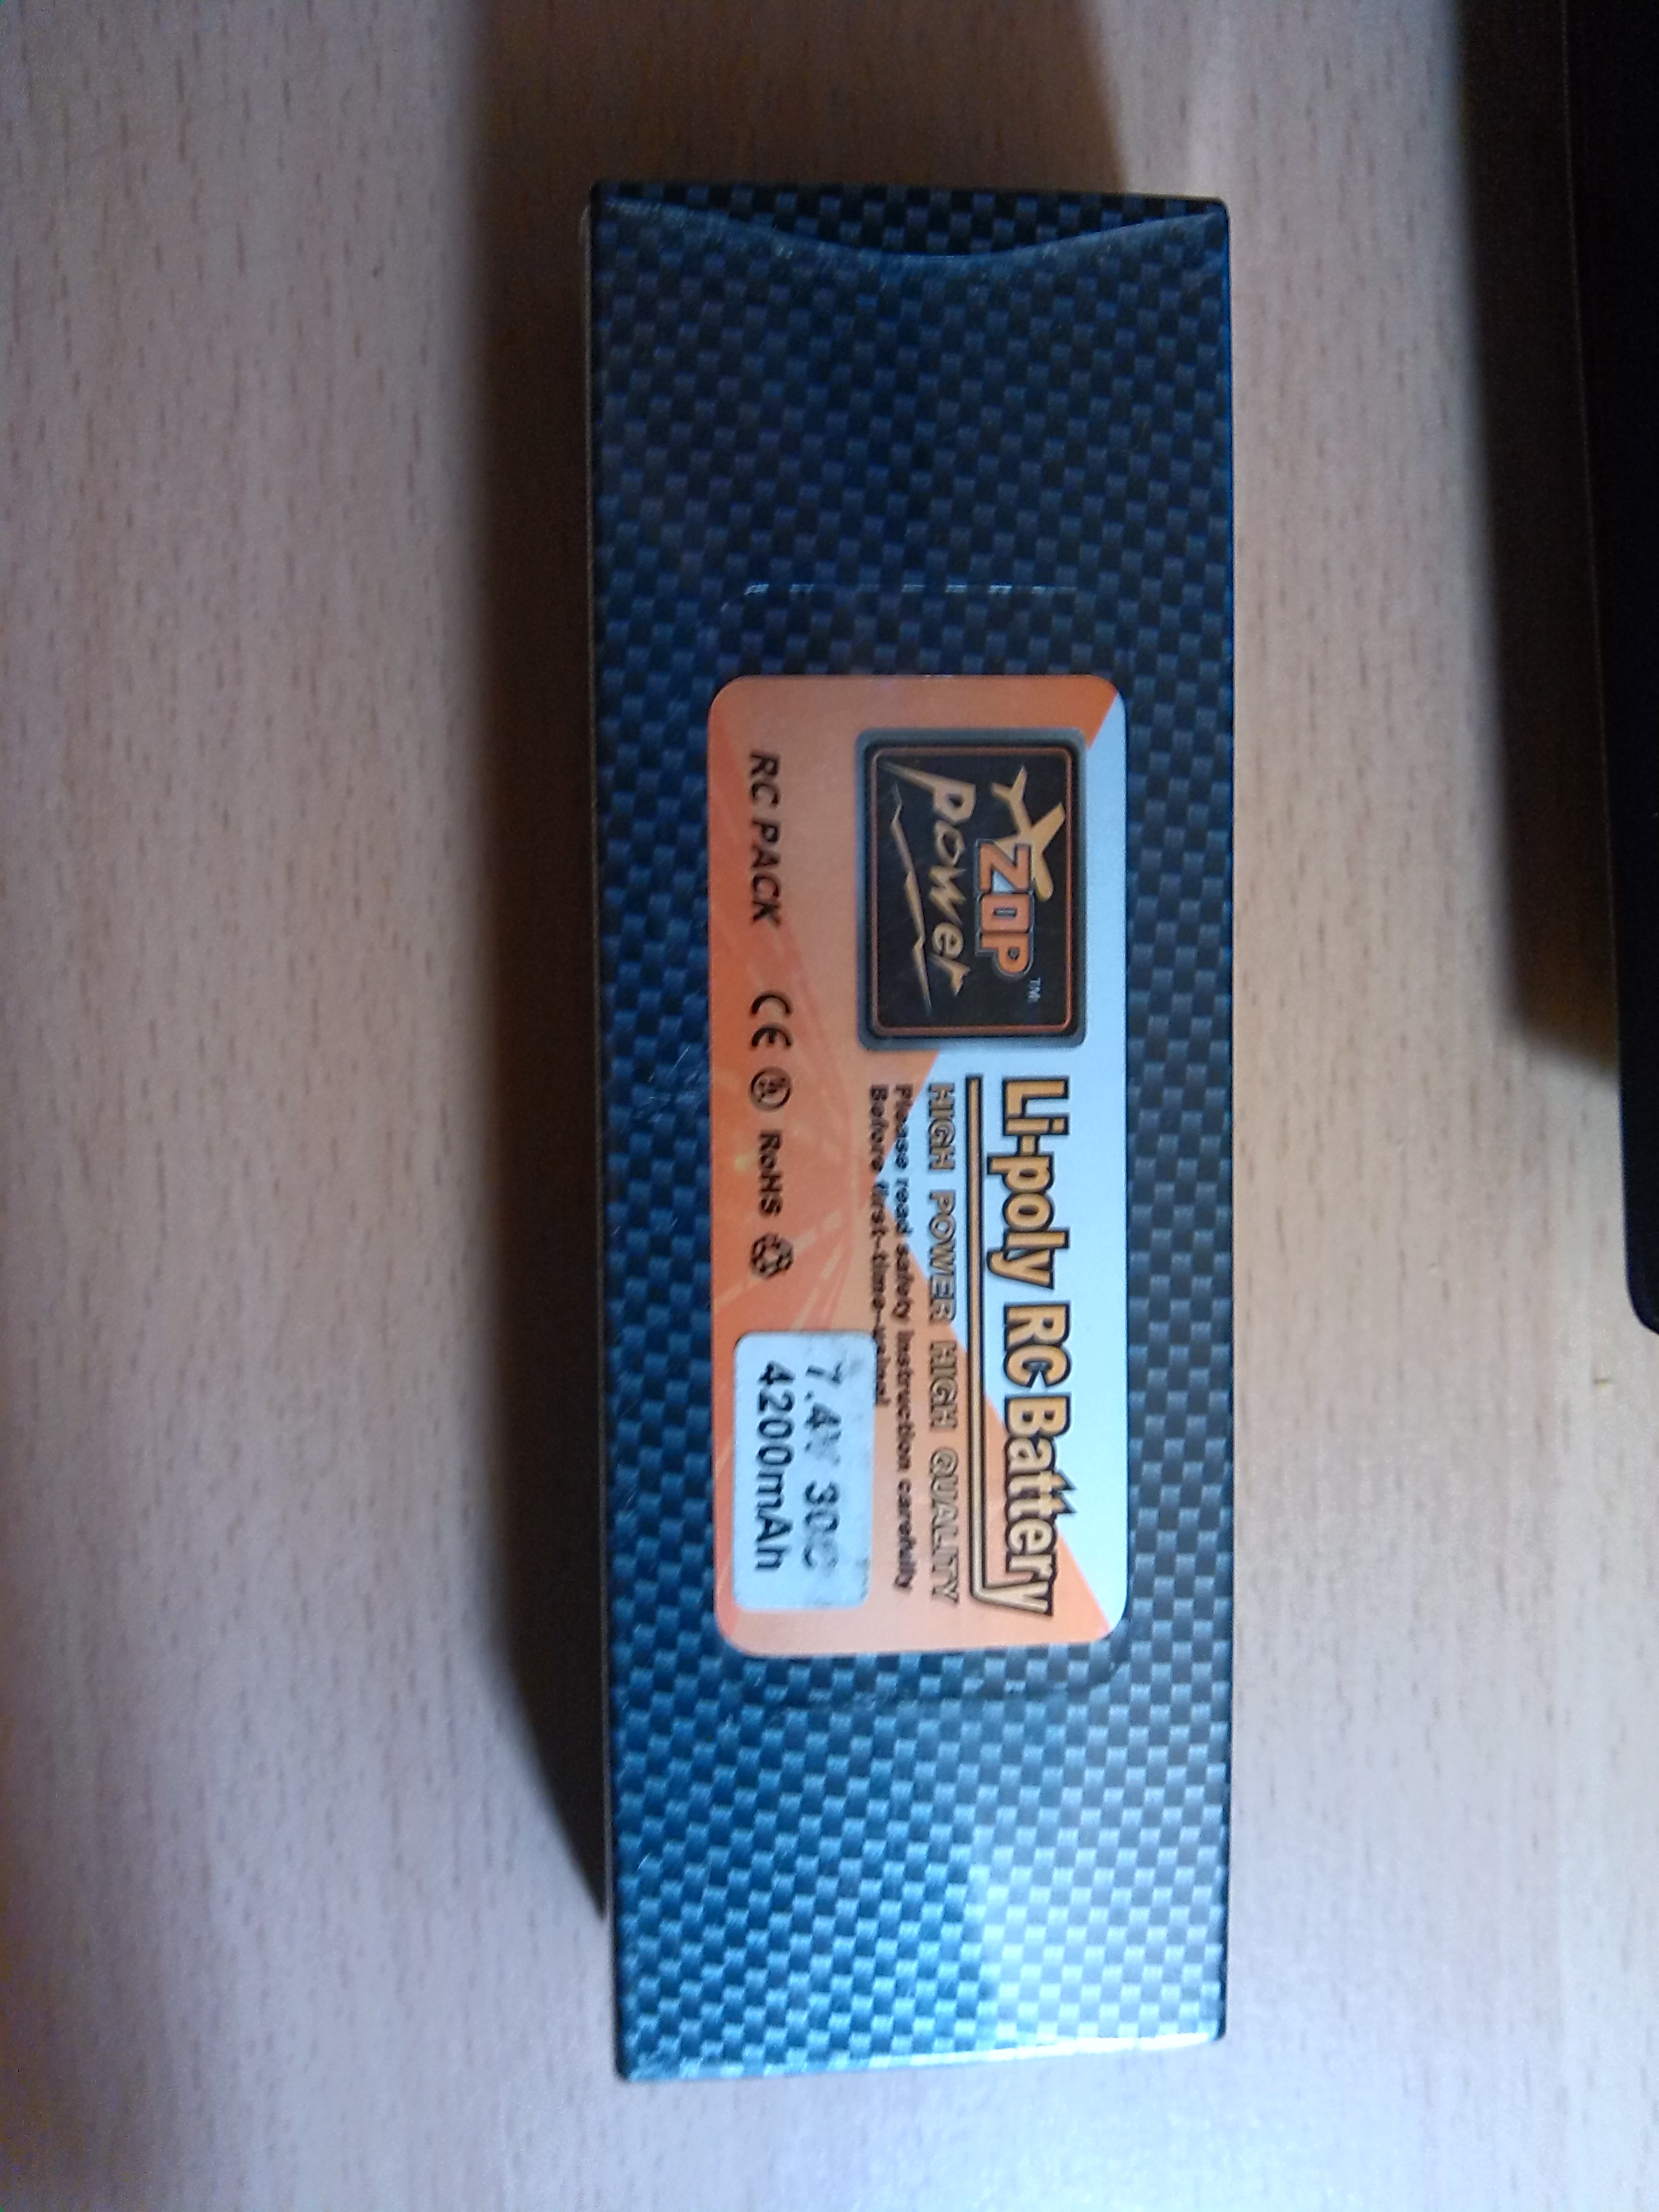 ZOP
Power
TM
Li-poly RC Battery
HIGH POWER HIGH QUALITY
Please read safety instruction carefully
Before first-time-using!
RC PACK CE RoHS
7.4V 30C
4200mAh